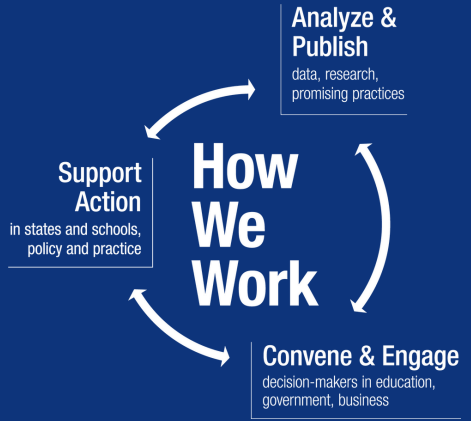 Analyze &
Publish
data, research,
promising practices
Support
Action
in states and schools,
policy and practice
How
We
Work
Convene & Engage
decision-makers in education,
government, business